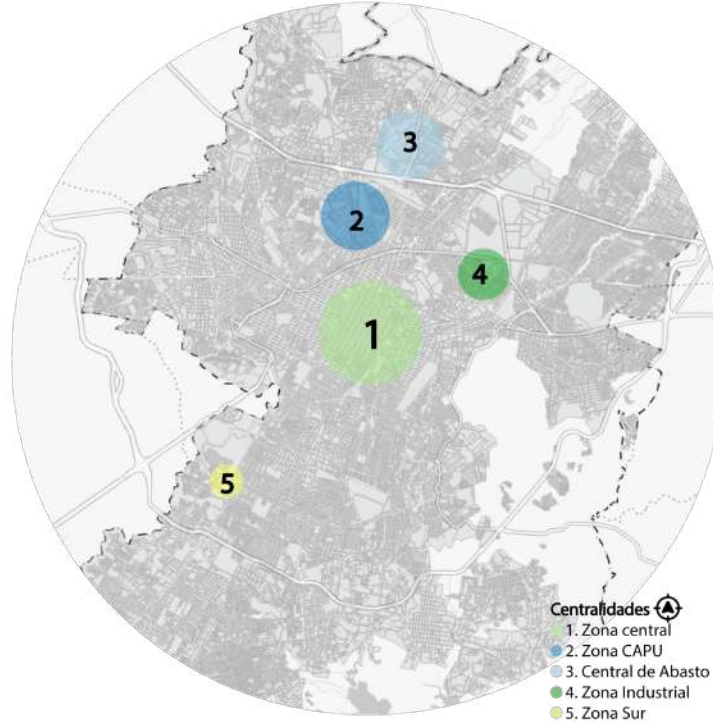 3
2
4
1
5
Centralidades
1. Zona central
2. Zona CAPU
3. Central de Abasto
4. Zona Industrial
5. Zona Sur